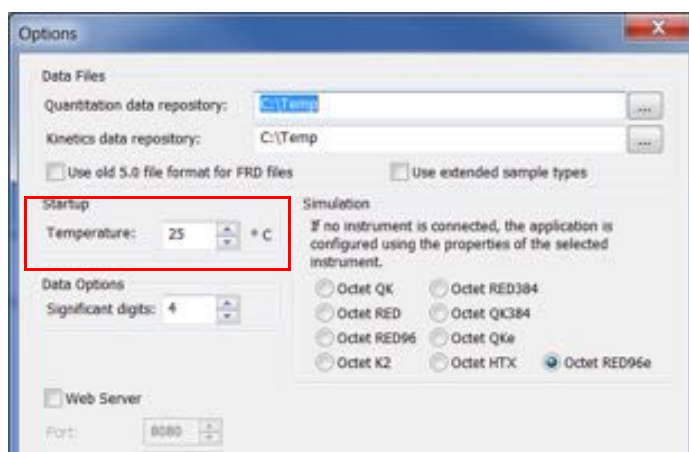 Options
Data Files
Quantitation data repository: C:\Temp ...
Kinetics data repository: C:\Temp ...
Use old 5.0 file format for FRD files Use extended sample types
Startup
Temperature: 25 ° C
Simulation
If no instrument is connected, the application is
configured using the properties of the selected
instrument.
Octet QK Octet RED384
Octet RED Octet QK384
Octet RED96 Octet QKe
Octet K2 Octet HTX Octet RED96e
Data Options
Significant digits: 4
Web Server
Port: 8080